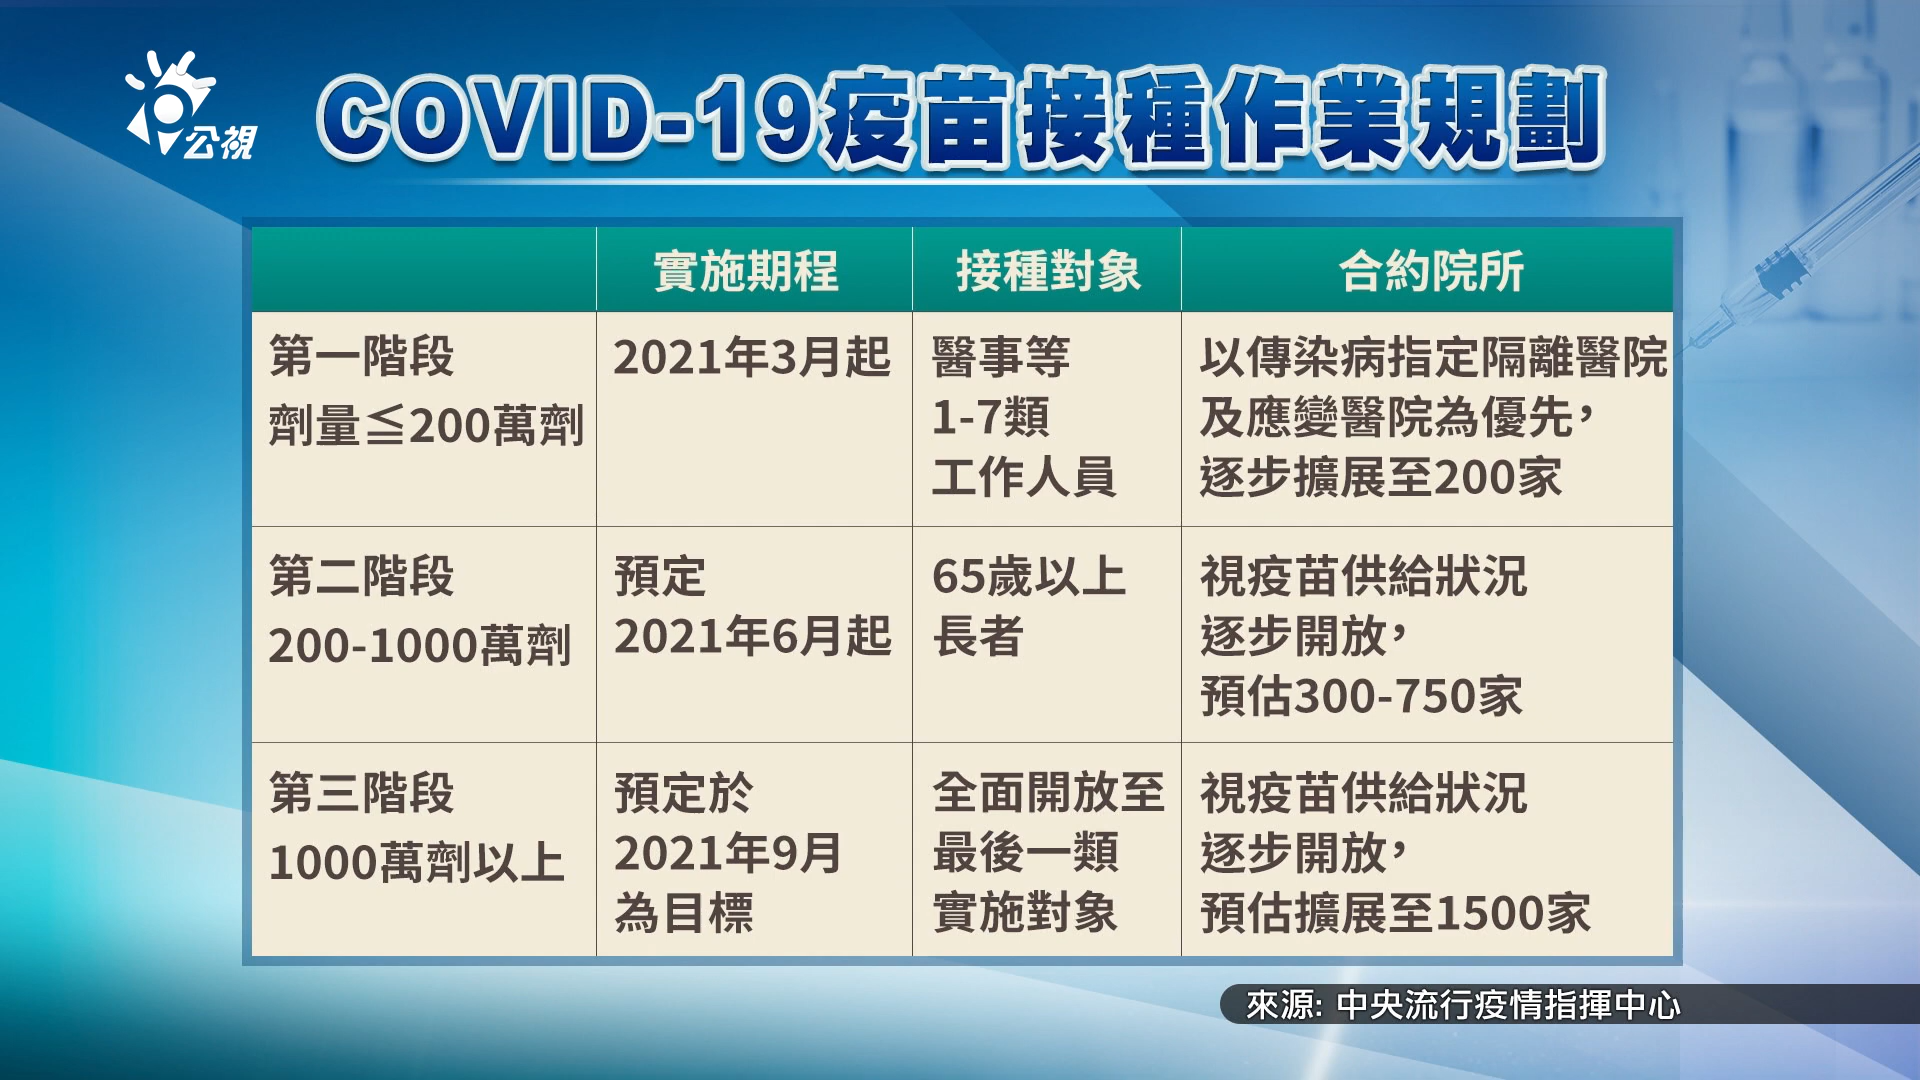 公視
COVID-19疫苗接種作業規劃
實施期程
接種對象
合約院所
第一階段
劑量≦200萬劑
2021年3月起
醫事等
1-7類
工作人員
以傳染病指定隔離醫院
及應變醫院為優先，
逐步擴展至200家
第二階段
200-1000萬劑
預定
2021年6月起
65歲以上
長者
視疫苗供給狀況
逐步開放，
預估300-750家
第三階段
1000萬劑以上
預定於
2021年9月
為目標
全面開放至
最後一類
實施對象
視疫苗供給狀況
逐步開放，
預估擴展至1500家
來源: 中央流行疫情指揮中心